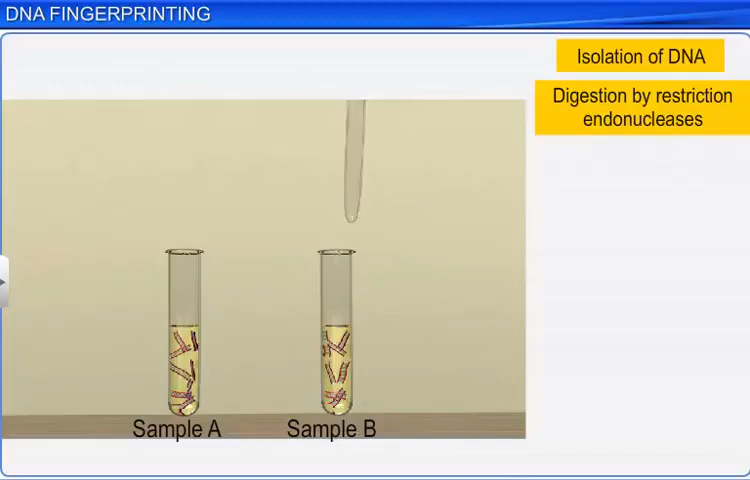 DNA FINGERPRINTING
Isolation of DNA
Digestion by restriction
endonucleases
Sample A
Sample B